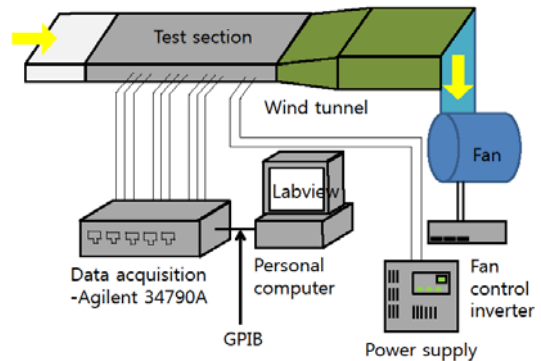 Test section
Wind tunnel
Fan
Labview
Data acquisition
-Agilent 34790A
Personal
computer
GPIB
Fan
control
inverter
Power supply